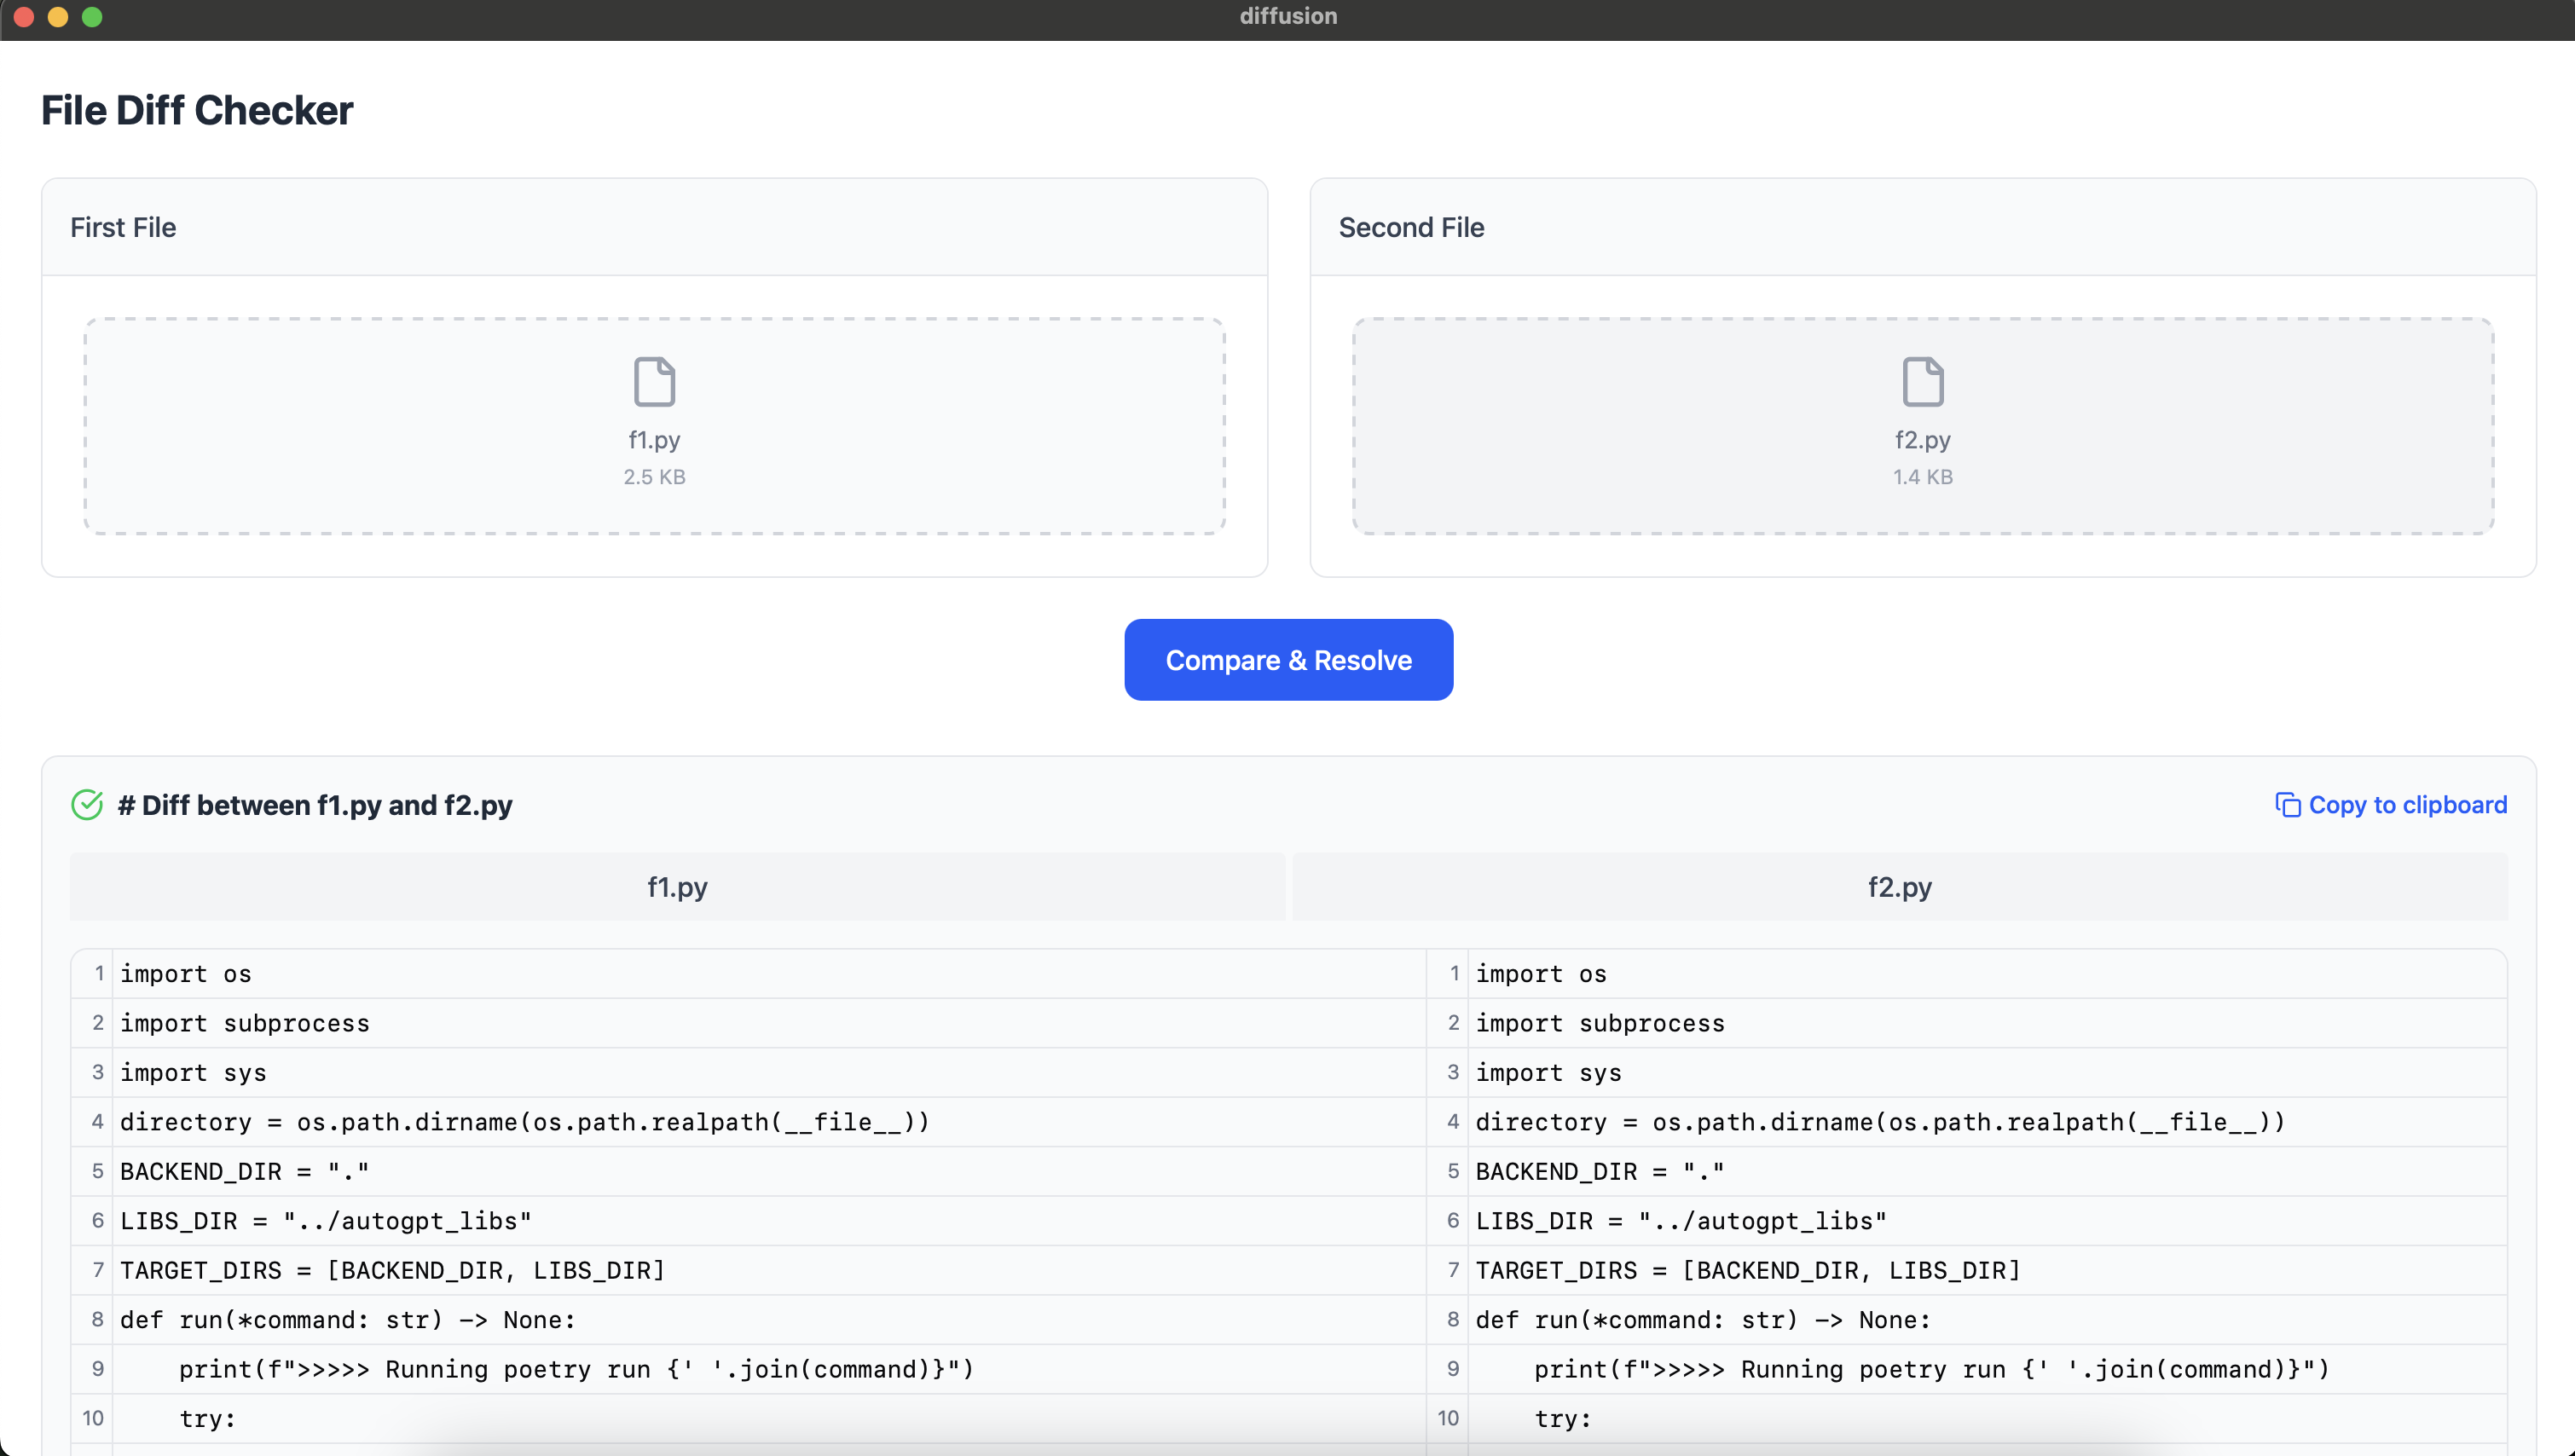 diffusion
File Diff Checker
First File
Second File
f1.py
2.5 KB
f2.py
1.4 KB
Compare & Resolve
# Diff between f1.py and f2.py
Copy to clipboard
f1.py
f2.py
1 import os
2 import subprocess
3 import sys
4 directory = os.path.dirname(os.path.realpath(__file__))
5 BACKEND_DIR = "."
6 LIBS_DIR = "../autogpt_libs"
7 TARGET_DIRS = [BACKEND_DIR, LIBS_DIR]
8 def run(*command: str) -> None:
9     print(f">>>>> Running poetry run {' '.join(command)}")
10     try:
1 import os
2 import subprocess
3 import sys
4 directory = os.path.dirname(os.path.realpath(__file__))
5 BACKEND_DIR = "."
6 LIBS_DIR = "../autogpt_libs"
7 TARGET_DIRS = [BACKEND_DIR, LIBS_DIR]
8 def run(*command: str) -> None:
9     print(f">>>>> Running poetry run {' '.join(command)}")
10     try: